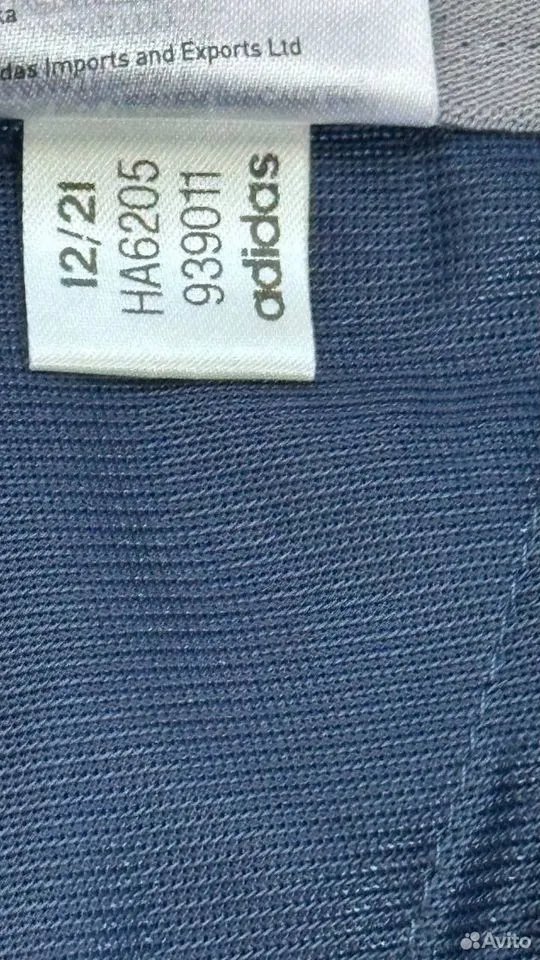 das Imports and Exports Ltd
12/21
HA6205
939011
adidas
Avito